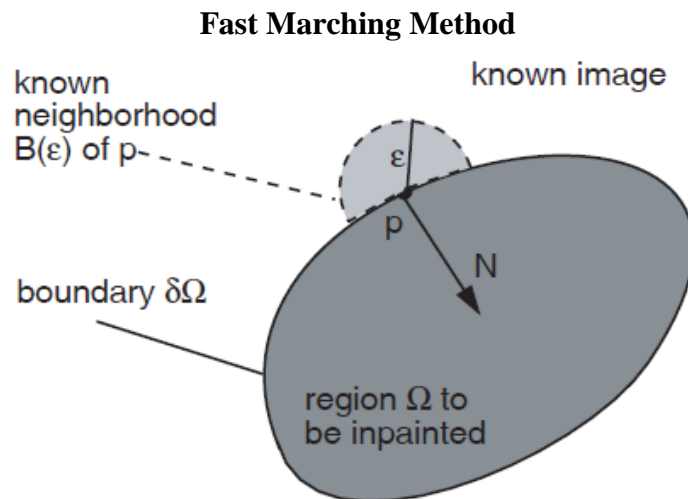 Fast Marching Method
known image
known
neighborhood
B(ε) of p
ε
p
N
boundary δΩ
region Ω to
be inpainted